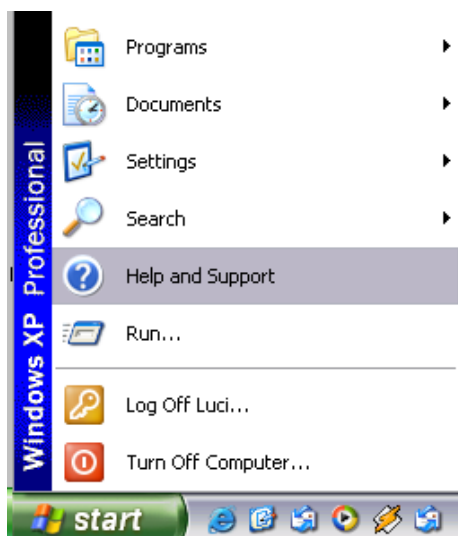 Programs
Documents
Settings
Search
Help and Support
Run...
Log Off Luci...
Turn Off Computer...
Windows XP Professional
start